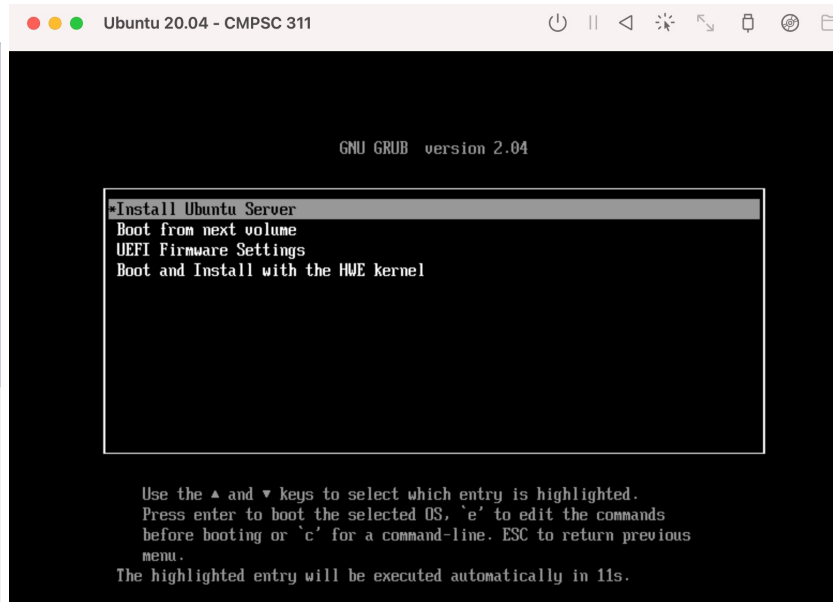 Ubuntu 20.04 - CMPSC 311
GNU GRUB  version 2.04
*Install Ubuntu Server
Boot from next volume
UEFI Firmware Settings
Boot and Install with the HWE kernel
Use the ▲ and ▼ keys to select which entry is highlighted.
Press enter to boot the selected OS, `e' to edit the commands
before booting or `c' for a command-line. ESC to return previous
menu.
The highlighted entry will be executed automatically in 11s.